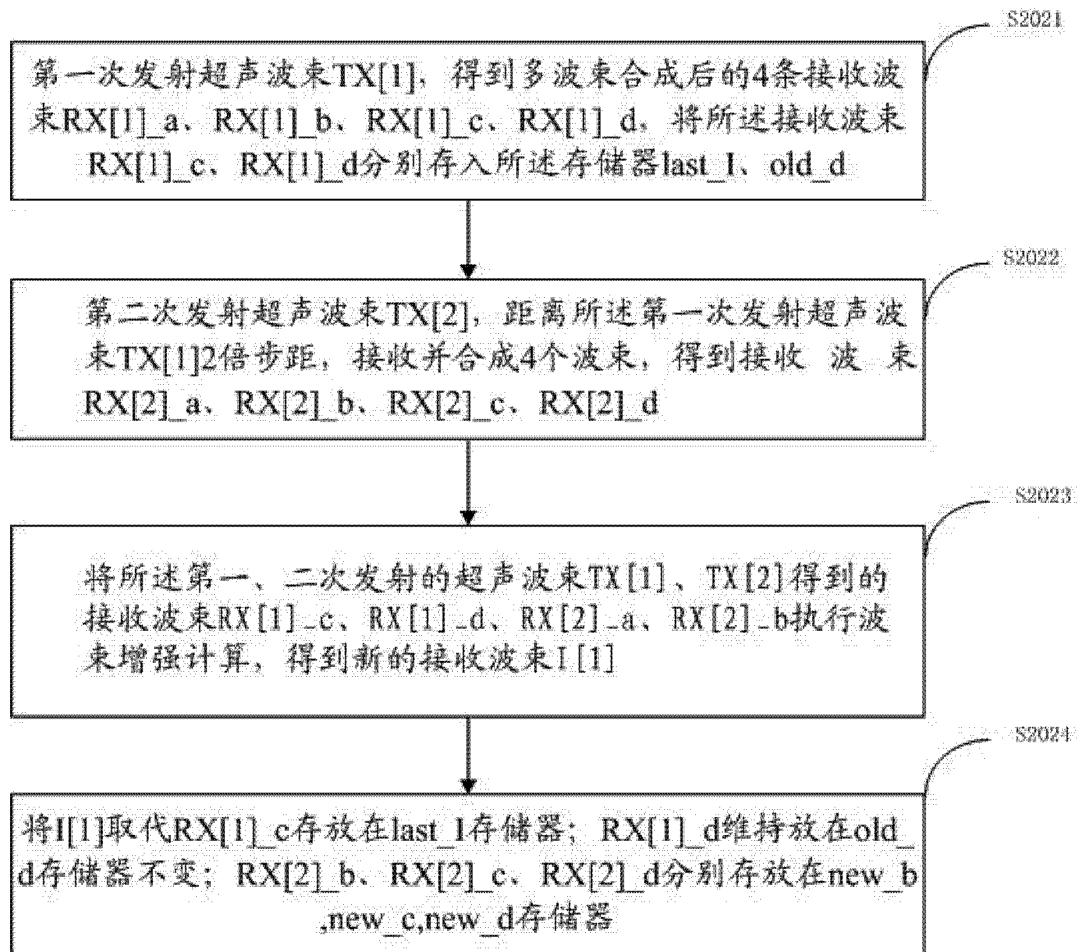 S2021
第一次发射超声波束TX[1]，得到多波束合成后的4条接收波
束RX[1]_a、RX[1]_b、RX[1]_c、RX[1]_d，将所述接收波束
RX[1]_c、RX[1]_d分别存入所述存储器last_I、old_d
S2022
第二次发射超声波束TX[2]，距离所述第一次发射超声波
束TX[1]2倍步距，接收并合成4个波束，得到接收 波 束
RX[2]_a、RX[2]_b、RX[2]_c、RX[2]_d
S2023
将所述第一、二次发射的超声波束TX[1]、TX[2]得到的
接收波束RX[1]_c、RX[1]_d、RX[2]_a、RX[2]_b执行波
束增强计算，得到新的接收波束I[1]
S2024
将I[1]取代RX[1]_c存放在last_I存储器；RX[1]_d维持放在old_
d存储器不变；RX[2]_b、RX[2]_c、RX[2]_d分别存放在new_b
,new_c,new_d存储器